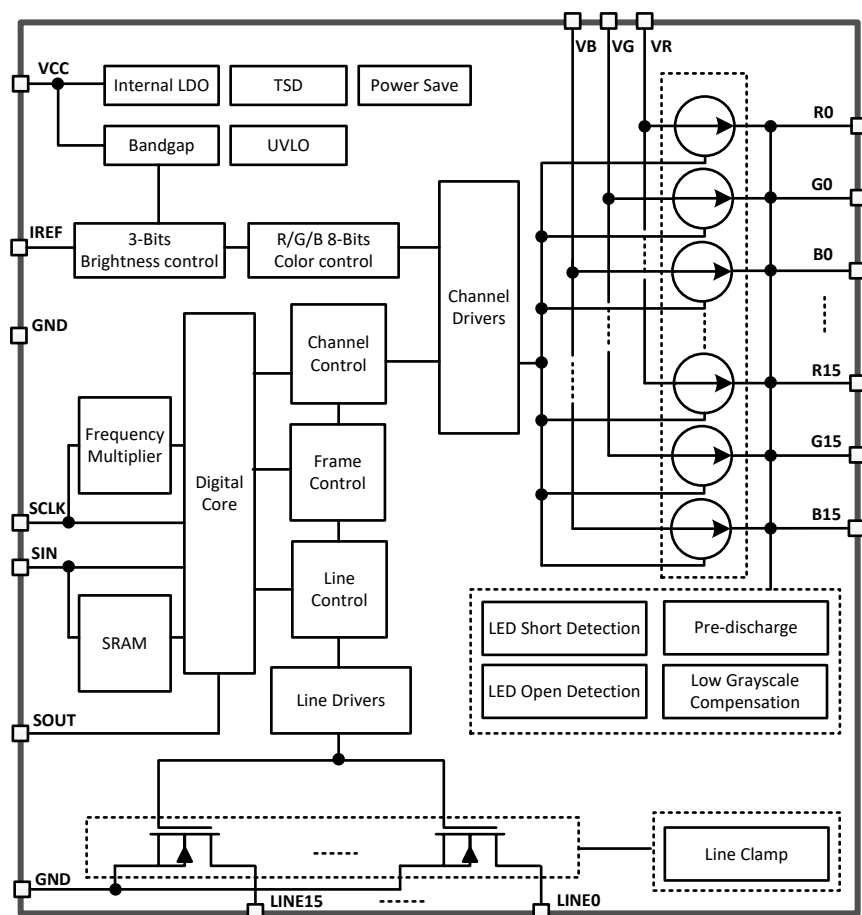 VB VG VR
VCC
Internal LDO
TSD
Power Save
R0
Bandgap
UVLO
G0
IREF
3-Bits
Brightness control
R/G/B 8-Bits
Color control
B0
GND
Channel
Drivers
Channel
Control
R15
Frequency
Multiplier
Digital
Core
Frame
Control
G15
SCLK
B15
SIN
Line
Control
SRAM
LED Short Detection
Pre-discharge
LED Open Detection
Low Grayscale
Compensation
Line Drivers
SOUT
Line Clamp
GND
LINE15
LINE0